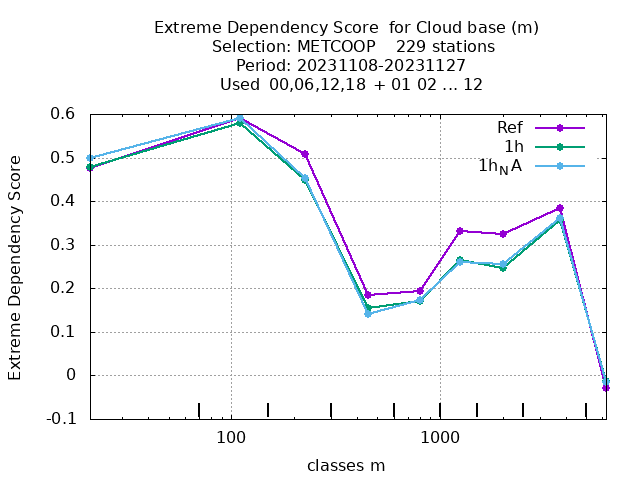 Extreme Dependency Score  for Cloud base (m)
Selection: METCOOP    229 stations
Period: 20231108-20231127
Used  00,06,12,18  + 01 02 ... 12
Extreme Dependency Score
0.6
0.5
0.4
0.3
0.2
0.1
0
-0.1
Ref
1h
1hNA
100
1000
classes m